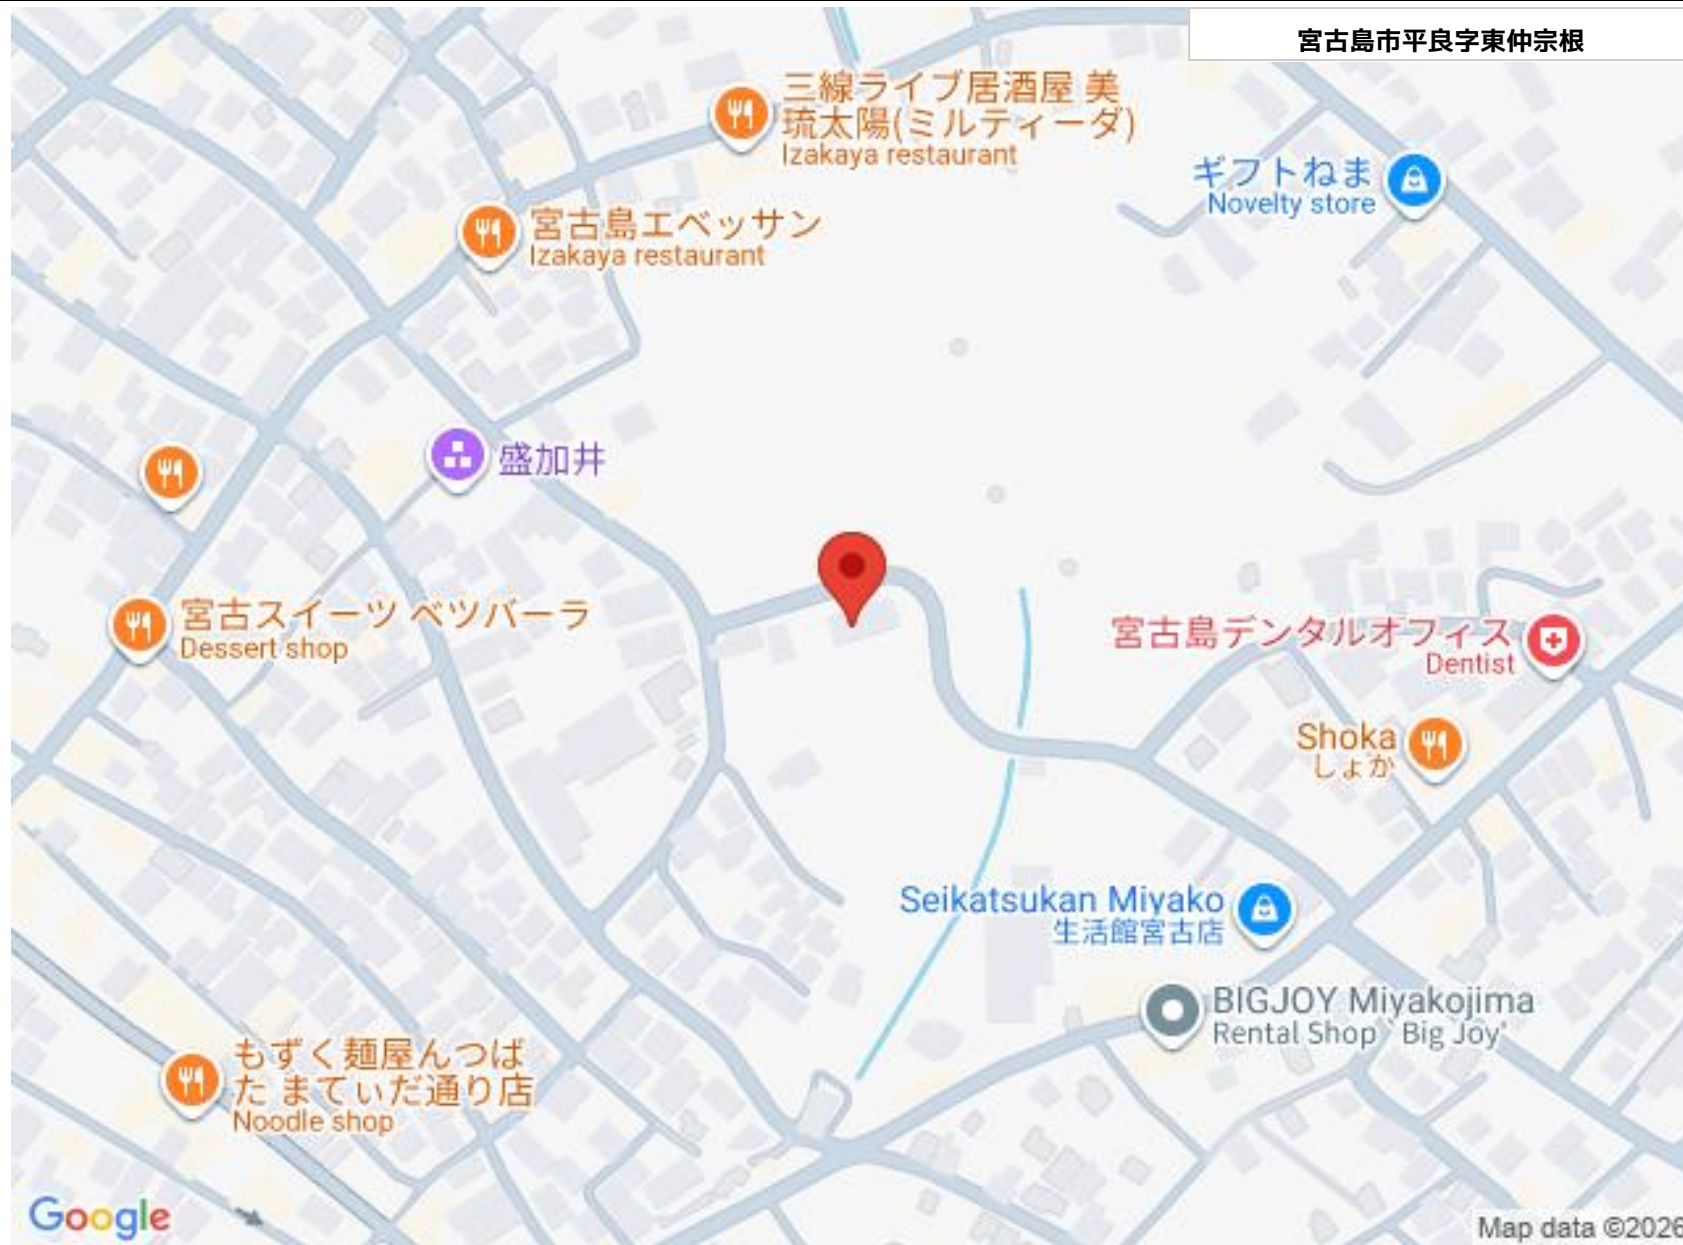 宮古島市平良字東仲宗根
三線ライブ居酒屋 美
琉太陽(ミルティーダ)
Izakaya restaurant
ギフトねま
Novelty store
宮古島エベッサン
Izakaya restaurant
盛加井
宮古スイーツ ベツバーラ
Dessert shop
宮古島デンタルオフィス
Dentist
Shoka
しょか
Seikatsukan Miyako
生活館宮古店
BIGJOY Miyakojima
Rental Shop ` Big Joy'
もずく麺屋んつば
た まてぃだ通り店
Noodle shop
Google
Map data ©2026